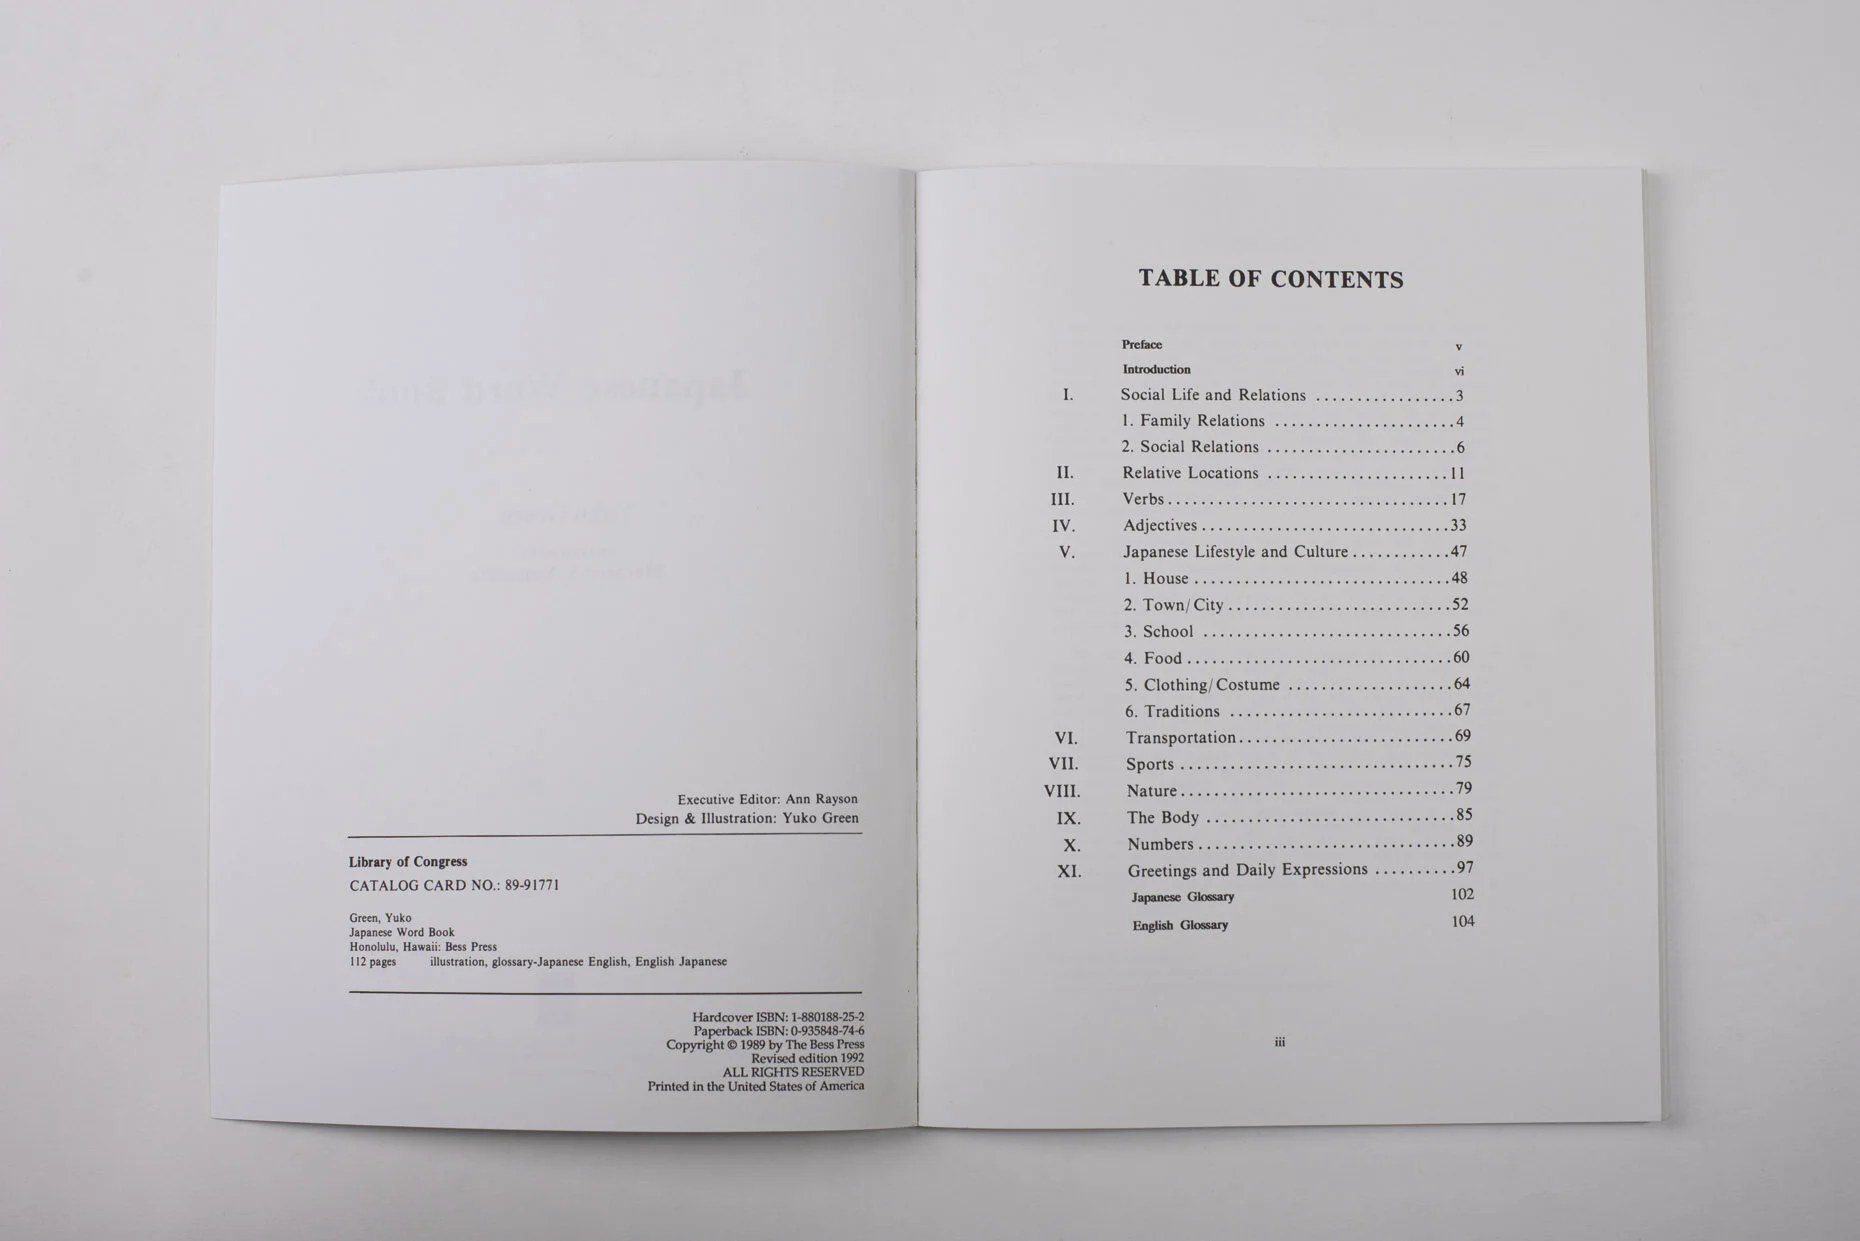 Executive Editor: Ann Rayson
Design & Illustration: Yuko Green
Library of Congress
CATALOG CARD NO.: 89-91771
Green, Yuko
Japanese Word Book
Honolulu, Hawaii: Bess Press
112 pages illustration, glossary-Japanese English, English Japanese
Hardcover ISBN: 1-880188-25-2
Paperback ISBN: 0-935848-74-6
Copyright © 1989 by The Bess Press
Revised edition 1992
ALL RIGHTS RESERVED
Printed in the United States of America
TABLE OF CONTENTS
Preface v
Introduction vi
I. Social Life and Relations .................3
1. Family Relations ......................4
2. Social Relations .......................6
II. Relative Locations ......................11
III. Verbs..................................17
IV. Adjectives..............................33
V. Japanese Lifestyle and Culture............47
1. House ...............................48
2. Town/City...........................52
3. School ..............................56
4. Food................................60
5. Clothing/Costume ....................64
6. Traditions ...........................67
VI. Transportation..........................69
VII. Sports .................................75
VIII. Nature.................................79
IX. The Body ..............................85
X. Numbers...............................89
XI. Greetings and Daily Expressions ..........97
Japanese Glossary 102
English Glossary 104
iii